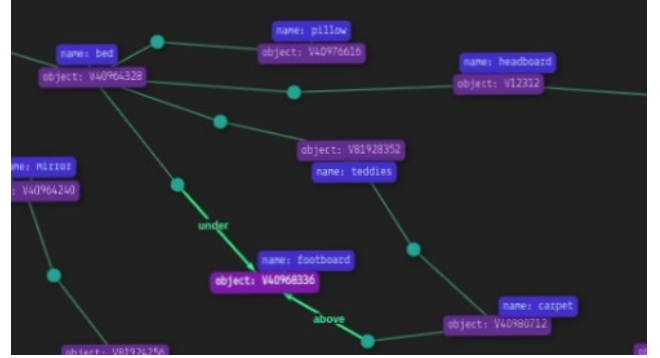 name: pillow
object: V40976616
name: bed
object: V40964328
name: headboard
object: V12312
object: V81928352
name: teddies
me: mirror
: V40964240
under
name: footboard
object: V40968336
above
name: carpet
object: V40980712
object: V81924256